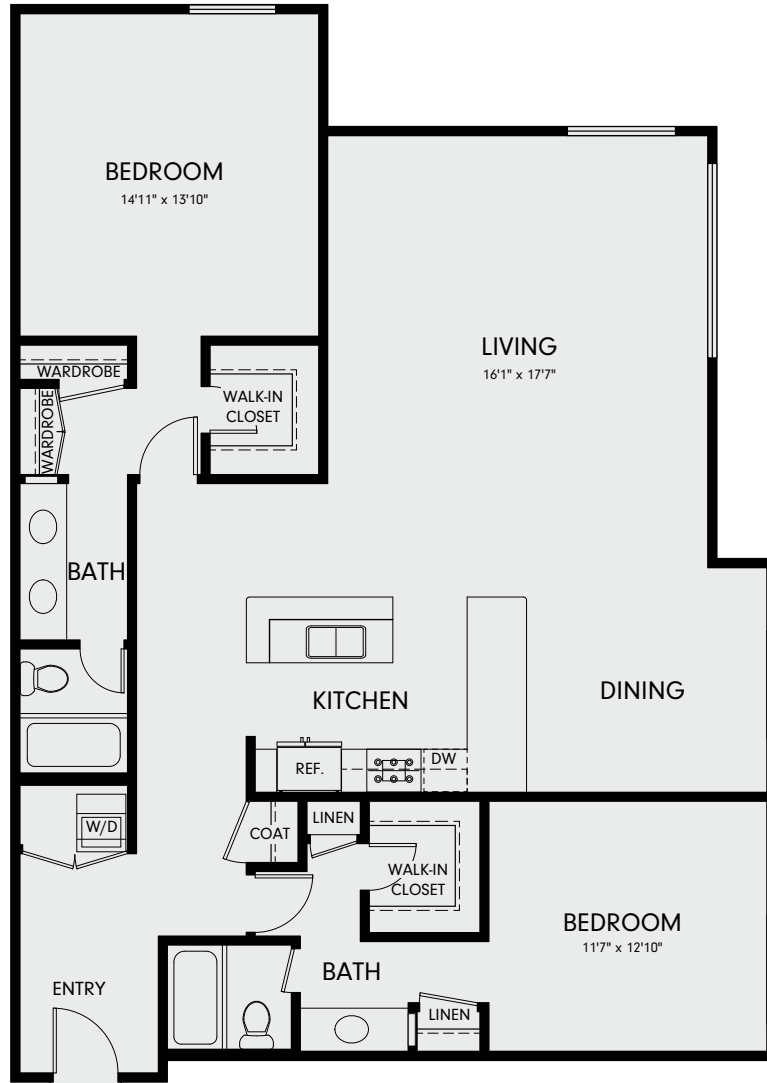 BEDROOM
14'11" x 13'10"
LIVING
16'1" x 17'7"
WARDROBE
WALK-IN
CLOSET
WARDROBE
BATH
KITCHEN
DINING
REF.
DW
W/D
COAT
LINEN
WALK-IN
CLOSET
BEDROOM
11'7" x 12'10"
BATH
ENTRY
LINEN